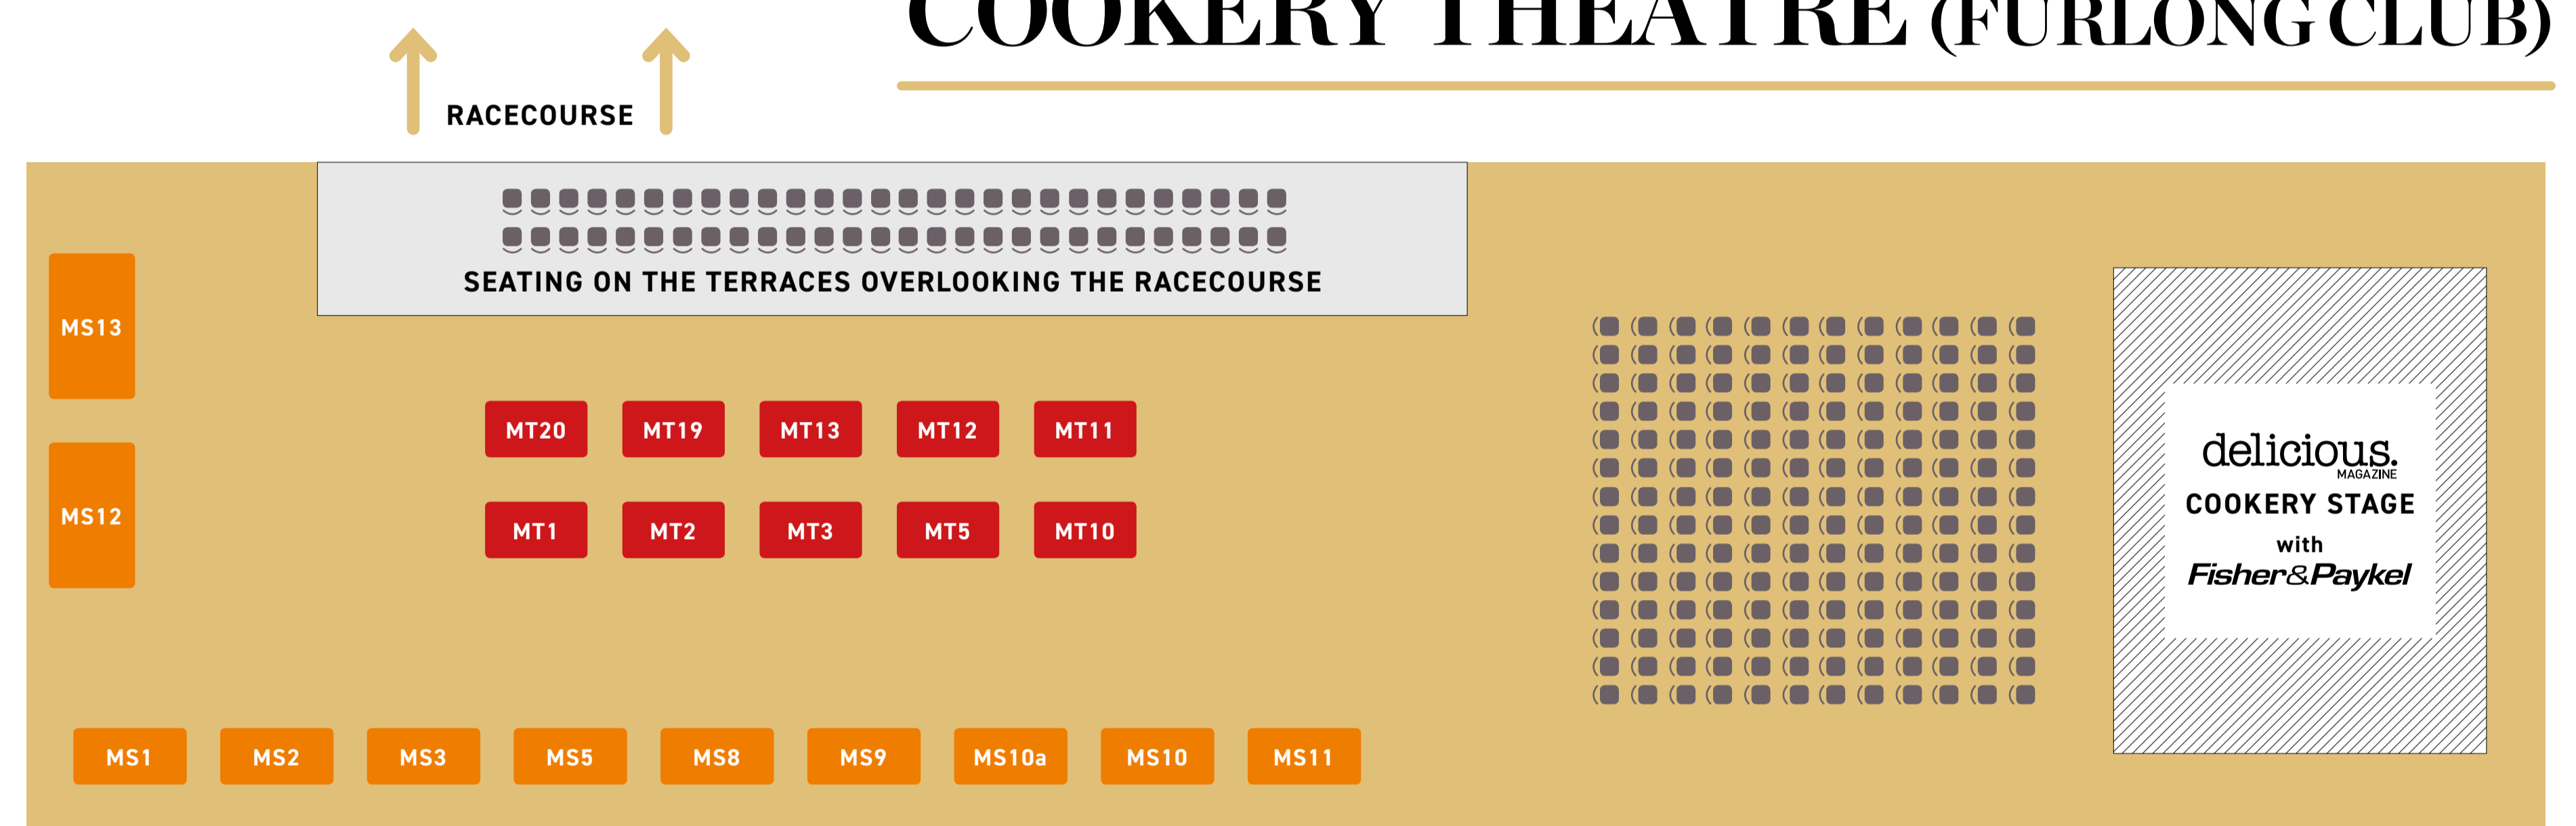 COOKERY THEATRE (FURLONG CLUB)
RACECOURSE
SEATING ON THE TERRACES OVERLOOKING THE RACECOURSE
MS13
MS12
MT20 MT19 MT13 MT12 MT11
MT1 MT2 MT3 MT5 MT10
MS1 MS2 MS3 MS5 MS8 MS9 MS10a MS10 MS11
delicious.
MAGAZINE
COOKERY STAGE
with
Fisher&Paykel